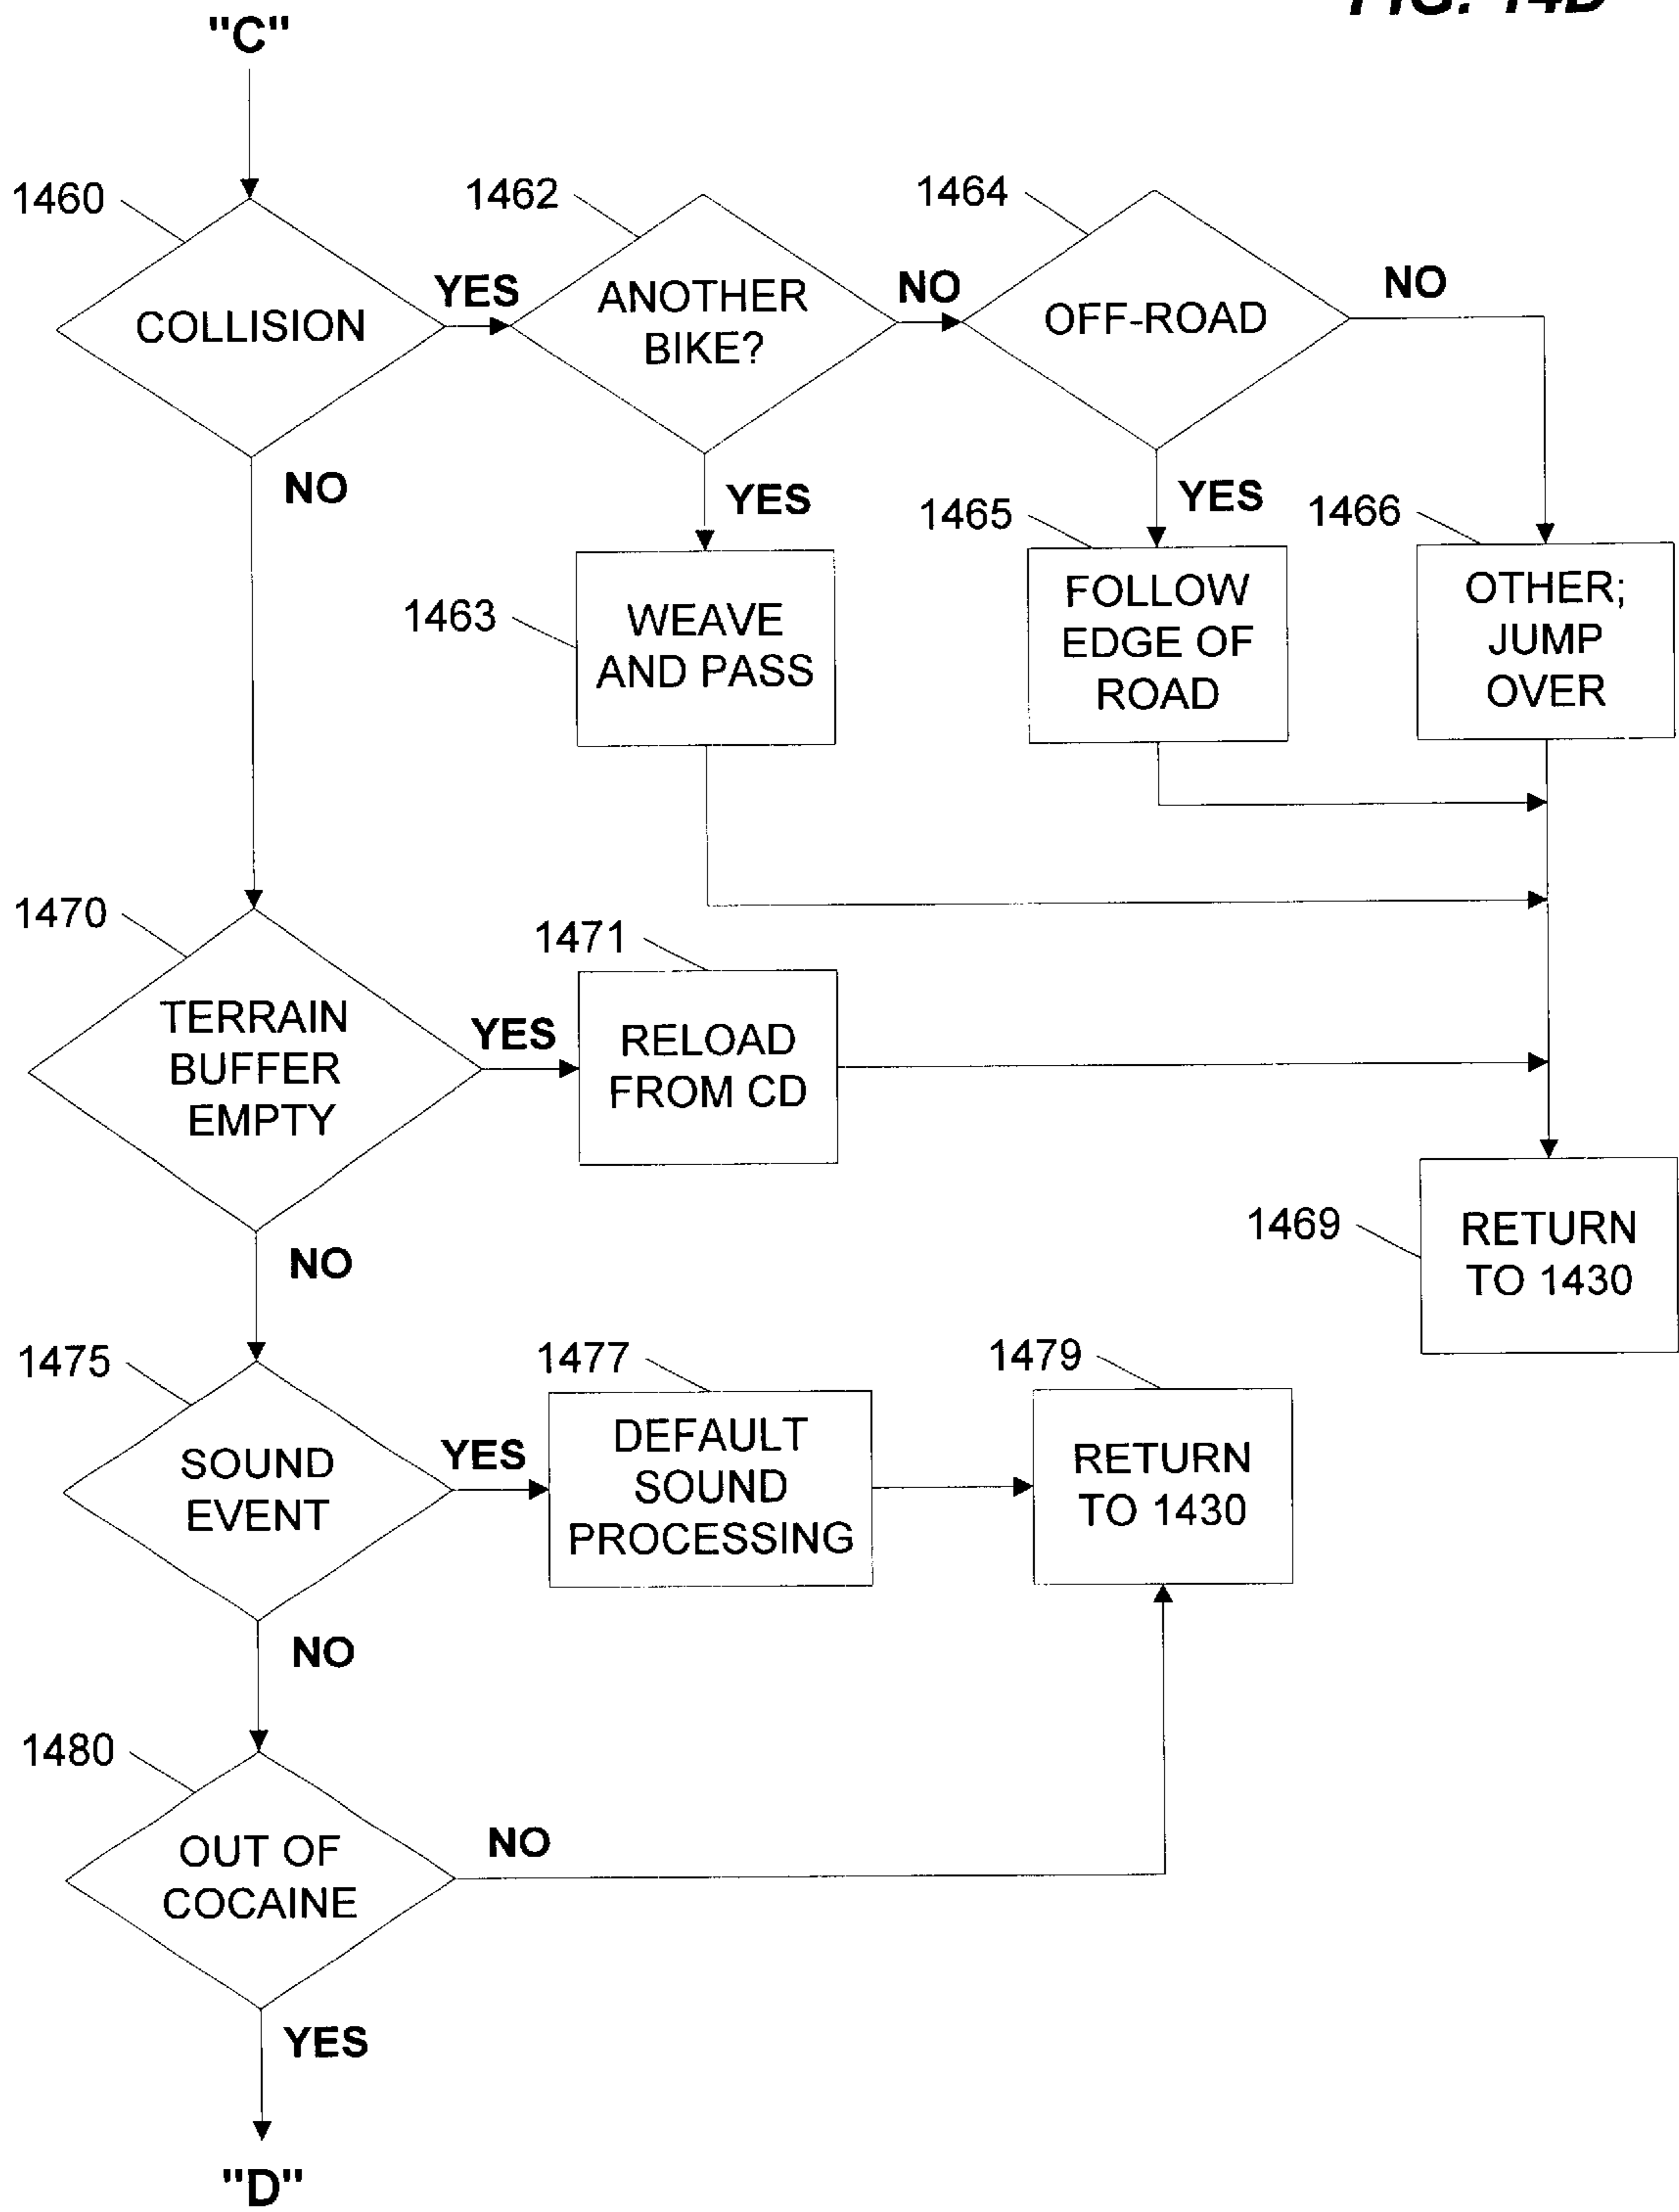 FIG. 14D
"C"
1460
1462
1464
COLLISION
YES
ANOTHER
BIKE?
NO
OFF-ROAD
NO
NO
YES
YES
1463
WEAVE
AND PASS
1465
FOLLOW
EDGE OF
ROAD
1466
OTHER;
JUMP
OVER
1470
TERRAIN
BUFFER
EMPTY
YES
1471
RELOAD
FROM CD
1469
RETURN
TO 1430
NO
1475
SOUND
EVENT
YES
1477
DEFAULT
SOUND
PROCESSING
1479
RETURN
TO 1430
NO
1480
OUT OF
COCAINE
NO
YES
"D"